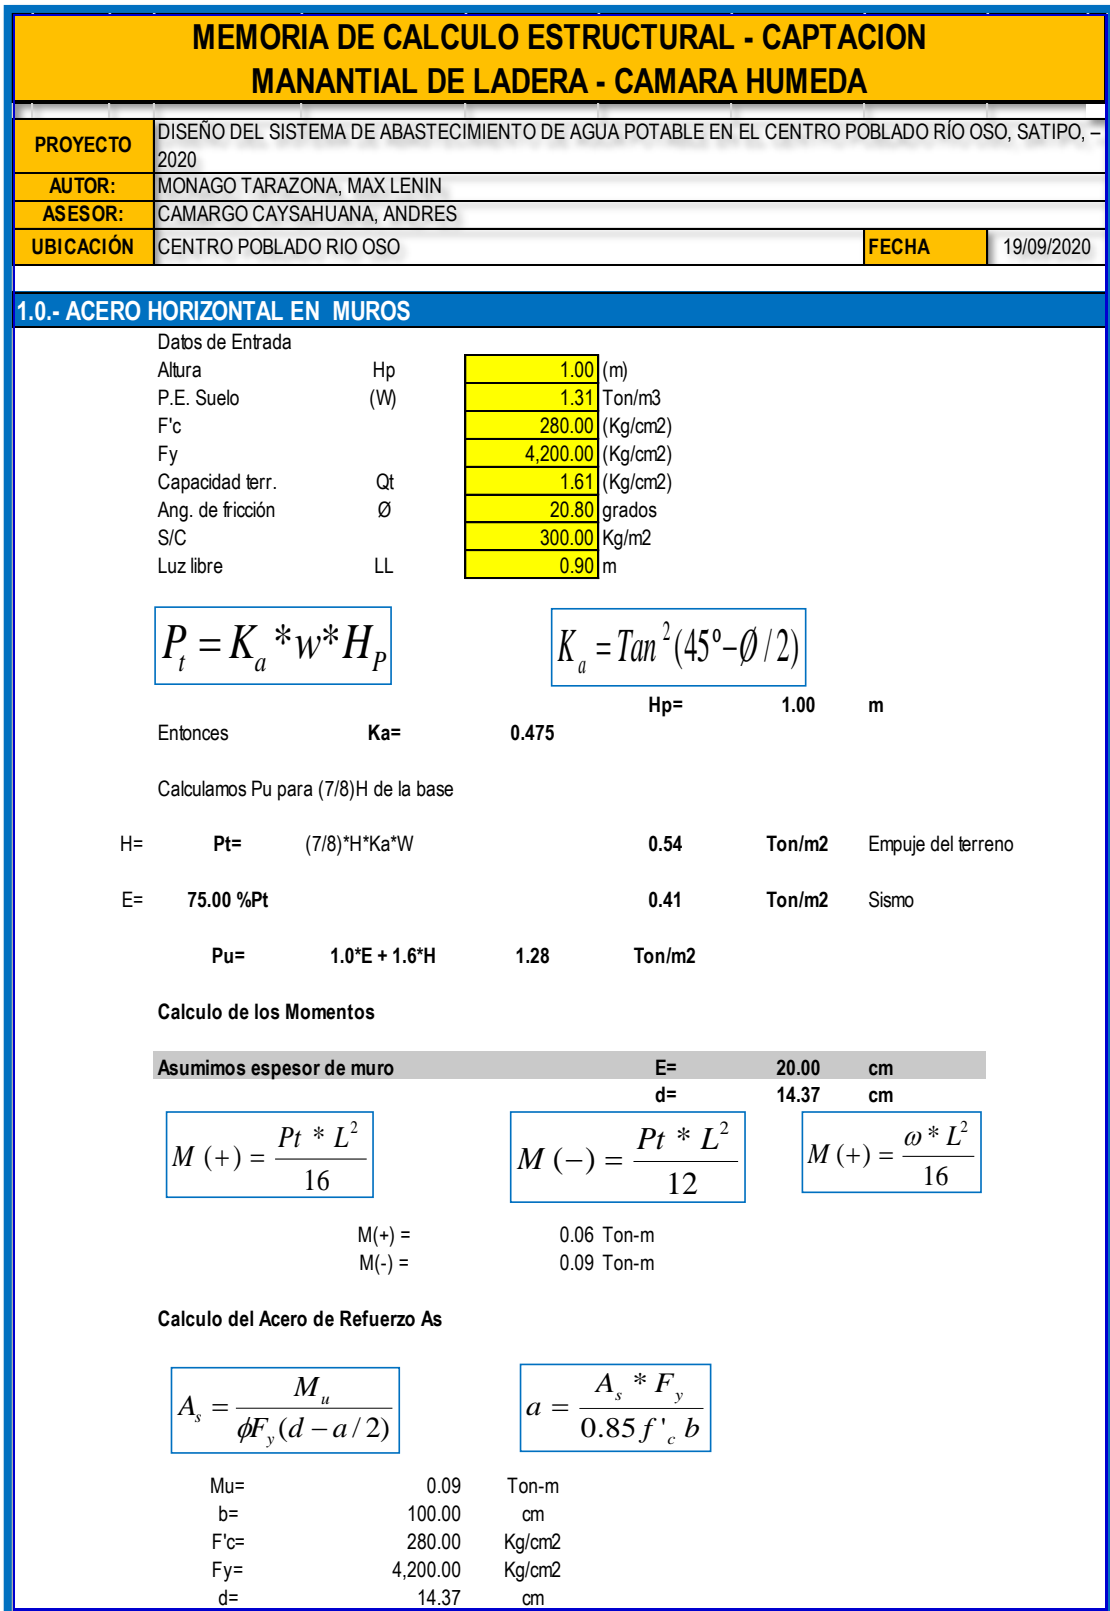 MEMORIA DE CALCULO ESTRUCTURAL - CAPTACION
MANANTIAL DE LADERA - CAMARA HUMEDA
PROYECTO DISEÑO DEL SISTEMA DE ABASTECIMIENTO DE AGUA POTABLE EN EL CENTRO POBLADO RÍO OSO, SATIPO, –
2020
AUTOR: MONAGO TARAZONA, MAX LENIN
ASESOR: CAMARGO CAYSAHUANA, ANDRES
UBICACIÓN CENTRO POBLADO RIO OSO FECHA 19/09/2020
1.0.- ACERO HORIZONTAL EN MUROS
Datos de Entrada
Altura Hp 1.00 (m)
P.E. Suelo (W) 1.31 Ton/m3
F'c 280.00 (Kg/cm2)
Fy 4,200.00 (Kg/cm2)
Capacidad terr. Qt 1.61 (Kg/cm2)
Ang. de fricción Ø 20.80 grados
S/C 300.00 Kg/m2
Luz libre LL 0.90 m
P_t = K_a * w * H_P K_a = Tan^2 (45º – Ø / 2)
Hp= 1.00 m
Entonces Ka= 0.475
Calculamos Pu para (7/8)H de la base
H= Pt= (7/8)*H*Ka*W 0.54 Ton/m2 Empuje del terreno
E= 75.00 %Pt 0.41 Ton/m2 Sismo
Pu= 1.0*E + 1.6*H 1.28 Ton/m2
Calculo de los Momentos
Asumimos espesor de muro E= 20.00 cm
d= 14.37 cm
M (+) = Pt * L^2 / 16 M (−) = Pt * L^2 / 12 M (+) = ω * L^2 / 16
M(+) = 0.06 Ton-m
M(-) = 0.09 Ton-m
Calculo del Acero de Refuerzo As
A_s = M_u / ϕF_y (d − a / 2) a = A_s * F_y / 0.85 f '_c b
Mu= 0.09 Ton-m
b= 100.00 cm
F'c= 280.00 Kg/cm2
Fy= 4,200.00 Kg/cm2
d= 14.37 cm